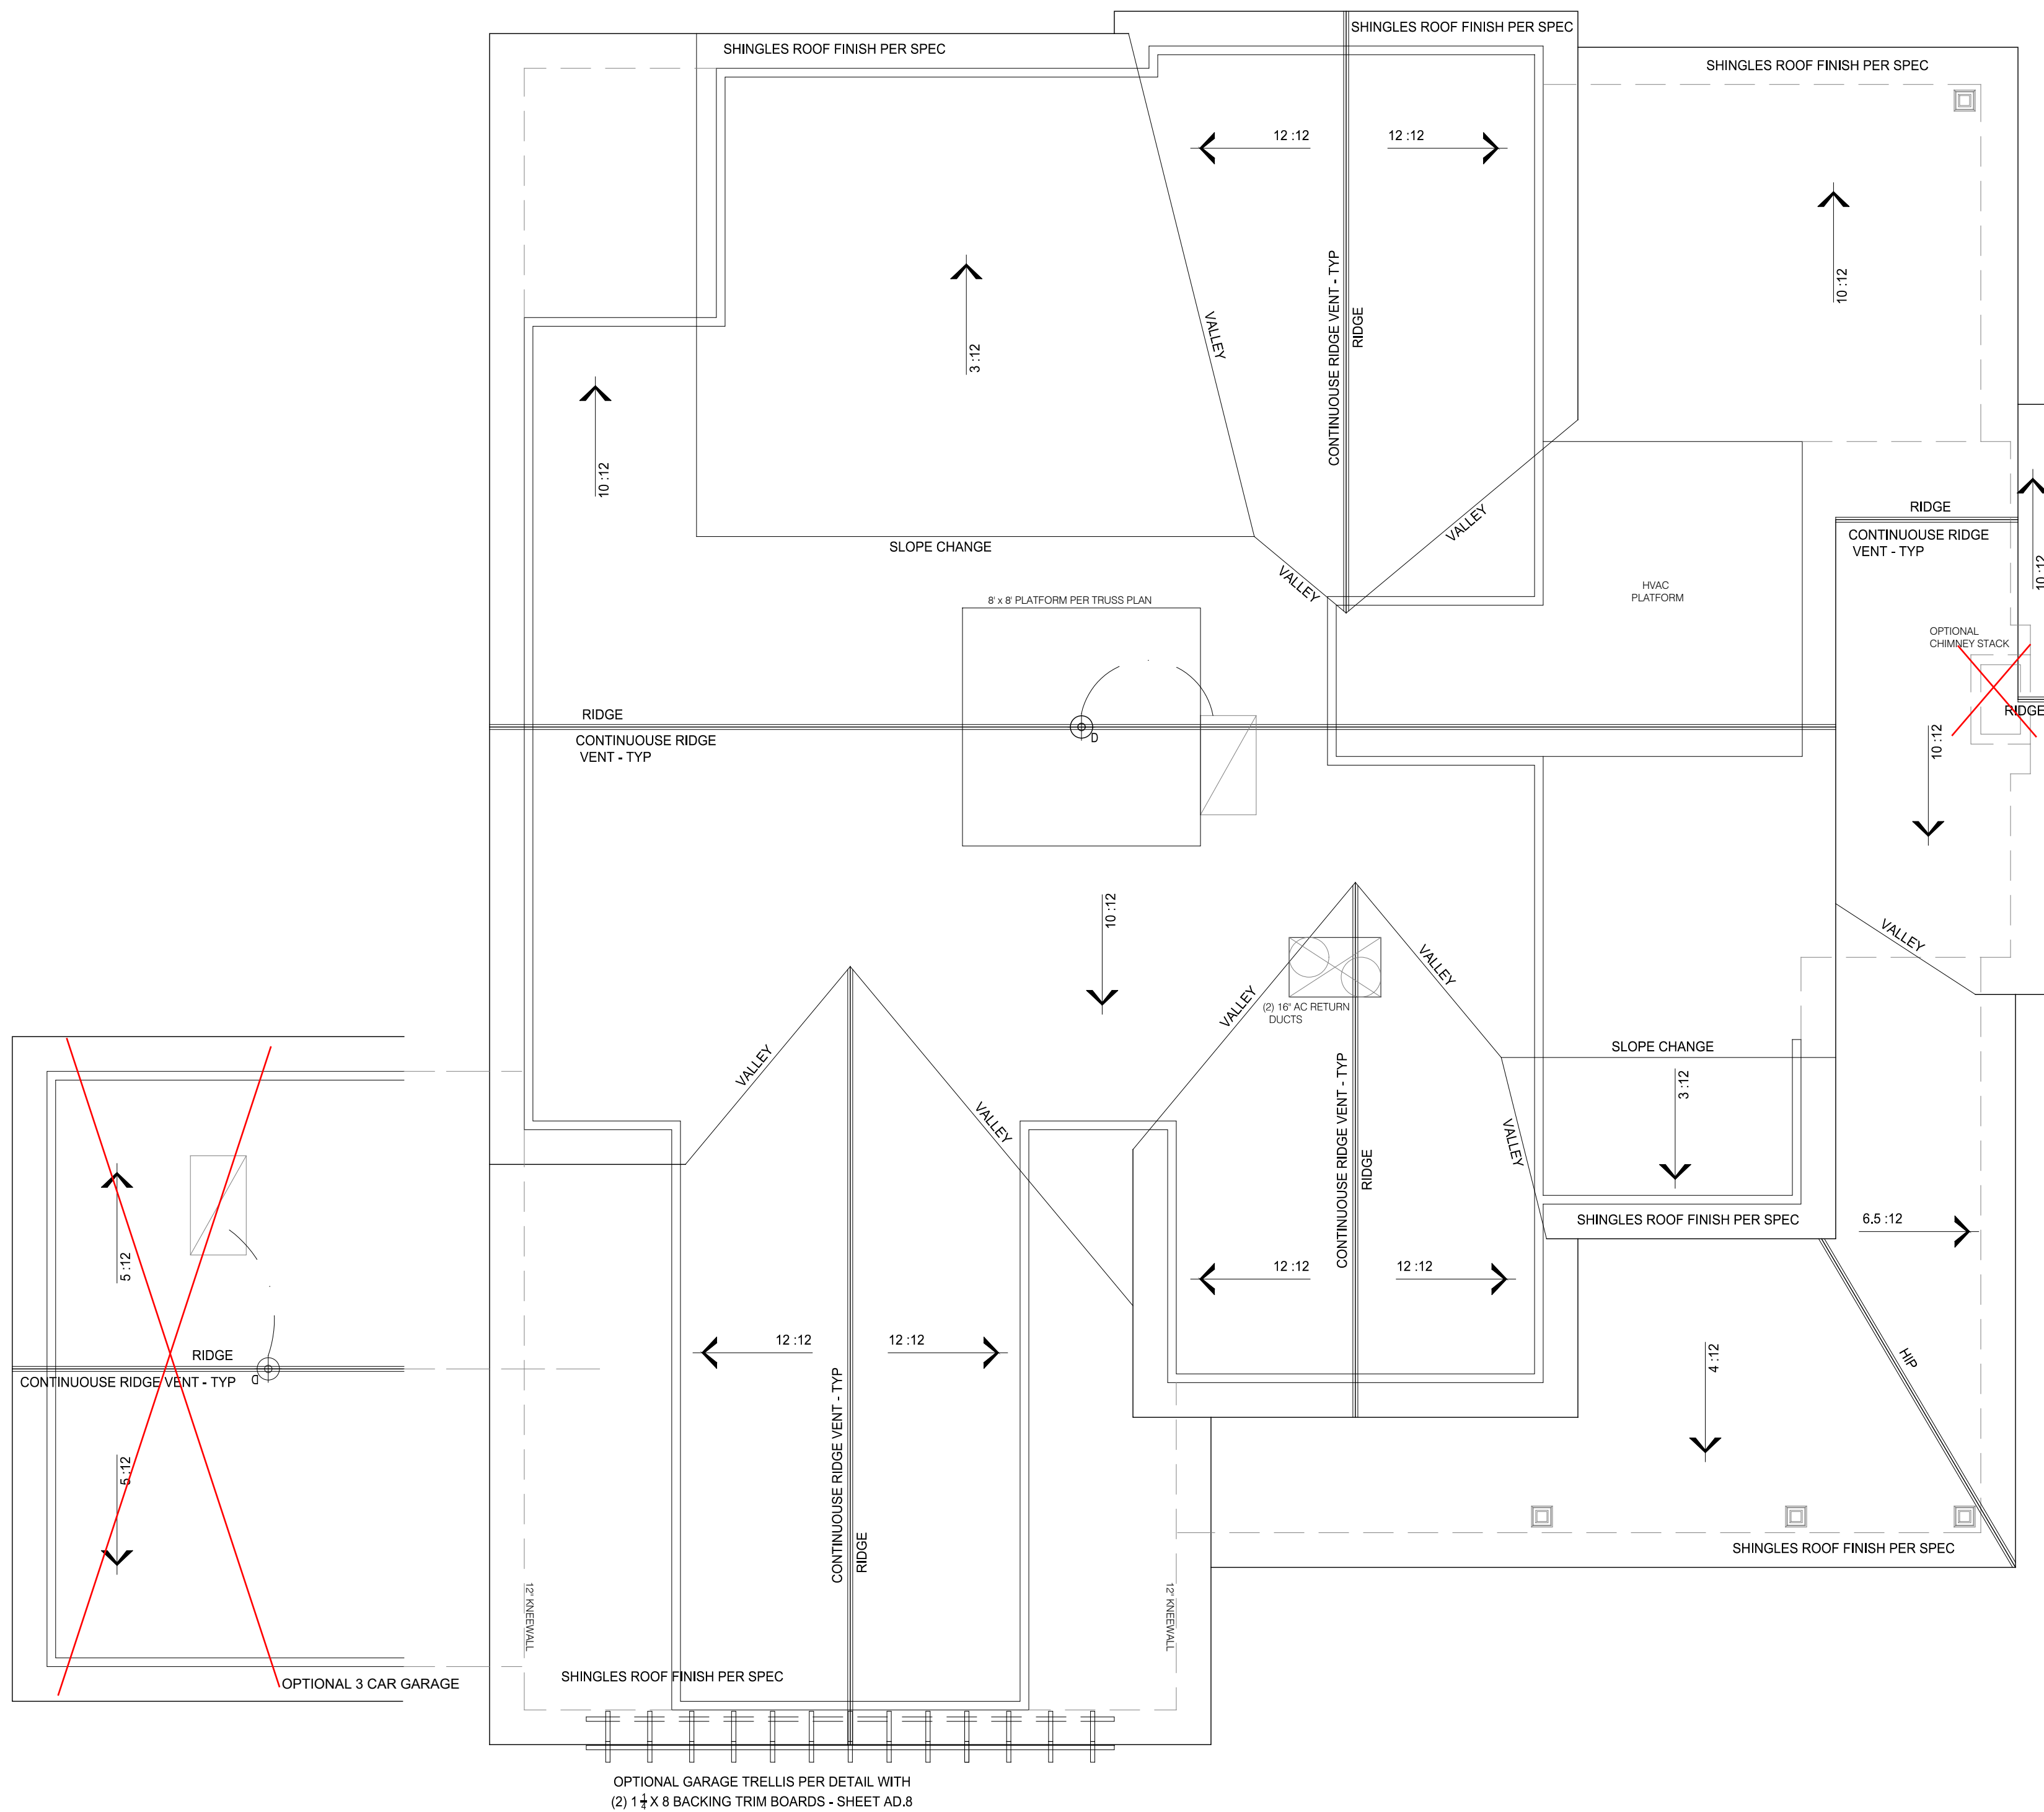 SHINGLES ROOF FINISH PER SPEC
SHINGLES ROOF FINISH PER SPEC
SHINGLES ROOF FINISH PER SPEC
12 :12
12 :12
10 :12
3 :12
VALLEY
CONTINUOUSE RIDGE VENT - TYP
RIDGE
10 :12
VALLEY
SLOPE CHANGE
VALLEY
RIDGE
CONTINUOUSE RIDGE
VENT - TYP
10 :12
HVAC
PLATFORM
8' x 8' PLATFORM PER TRUSS PLAN
OPTIONAL
CHIMNEY STACK
RIDGE
RIDGE
CONTINUOUSE RIDGE
VENT - TYP
D
10 :12
10 :12
VALLEY
VALLEY
VALLEY
(2) 16" AC RETURN
DUCTS
SLOPE CHANGE
VALLEY
VALLEY
3 :12
VALLEY
CONTINUOUSE RIDGE VENT - TYP
RIDGE
SHINGLES ROOF FINISH PER SPEC
6.5 :12
12 :12
12 :12
5 :12
12 :12
12 :12
4 :12
HIP
RIDGE
CONTINUOUSE RIDGE VENT - TYP
D
5 :12
CONTINUOUSE RIDGE VENT - TYP
RIDGE
SHINGLES ROOF FINISH PER SPEC
12" KNEEWALL
12" KNEEWALL
SHINGLES ROOF FINISH PER SPEC
OPTIONAL 3 CAR GARAGE
OPTIONAL GARAGE TRELLIS PER DETAIL WITH
(2) 1 1/4 X 8 BACKING TRIM BOARDS - SHEET AD.8